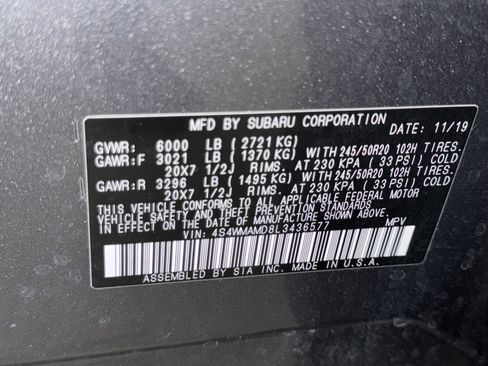 MFD BY SUBARU CORPORATION
DATE: 11/19
GVWR: 6000 LB ( 2721 KG)
GAWR:F 3021 LB ( 1370 KG) WITH 245/50R20 102H TIRES.
20X7 1/2J RIMS. AT 230 KPA ( 33 PSI) COLD
GAWR:R 3296 LB ( 1495 KG) WITH 245/50R20 102H TIRES.
20X7 1/2J RIMS. AT 230 KPA ( 33 PSI) COLD
THIS VEHICLE CONFORMS TO ALL APPLICABLE FEDERAL MOTOR
VEHICLE SAFETY AND THEFT PREVENTION STANDARDS
IN EFFECT ON THE DATE OF MANUFACTURE SHOWN ABOVE.
VIN: 4S4WMAMD8L3436577 MPV
ASSEMBLED BY SIA INC. MADE IN U.S.A.